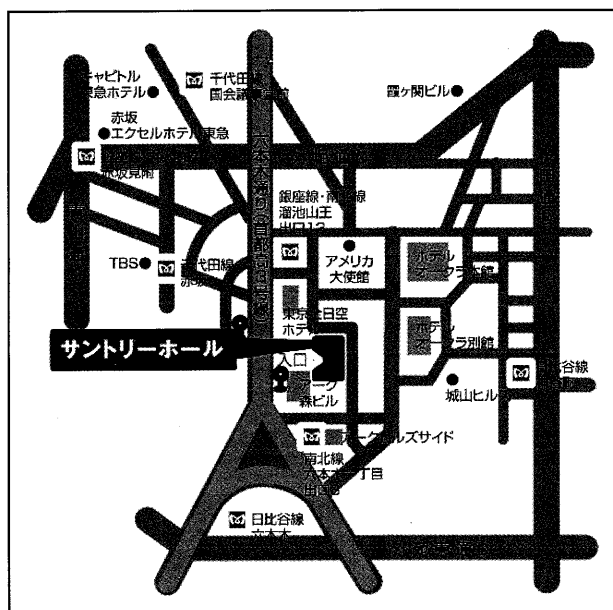 キャピトル
東急ホテル
千代田線
国会議事堂前
霞ヶ関ビル
赤坂
エクセルホテル東急
赤坂見附
六本木通り(首都高3号線)
銀座線・南北線
溜池山王
出口13
アメリカ
大使館
ホテル
オークラ本館
TBS
千代田線
赤坂
東京全日空
ホテル
ホテル
オークラ別館
サントリーホール
入口
アーク
森ビル
城山ヒルズ
日比谷線
アークヒルズサイド
南北線
六本木一丁目
日比谷線
六本木